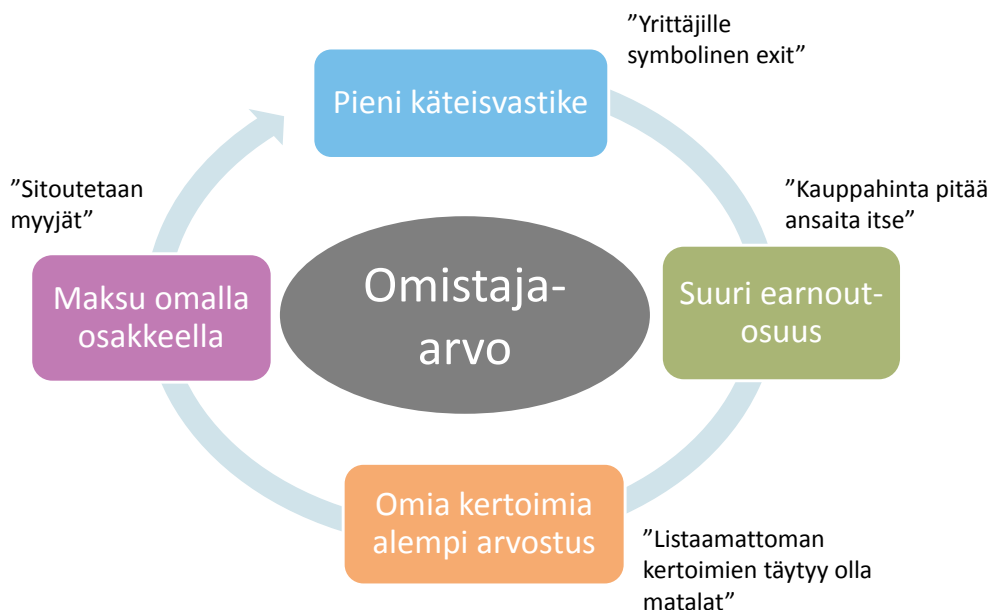 ”Yrittäjille
symbolinen exit”
Pieni käteisvastike
”Sitoutetaan
myyjät”
”Kauppahinta pitää
ansaita itse”
Maksu omalla
osakkeella
Omistaja-
arvo
Suuri earnout-
osuus
Omia kertoimia
alempi arvostus
”Listaamattoman
kertoimien täytyy olla
matalat”